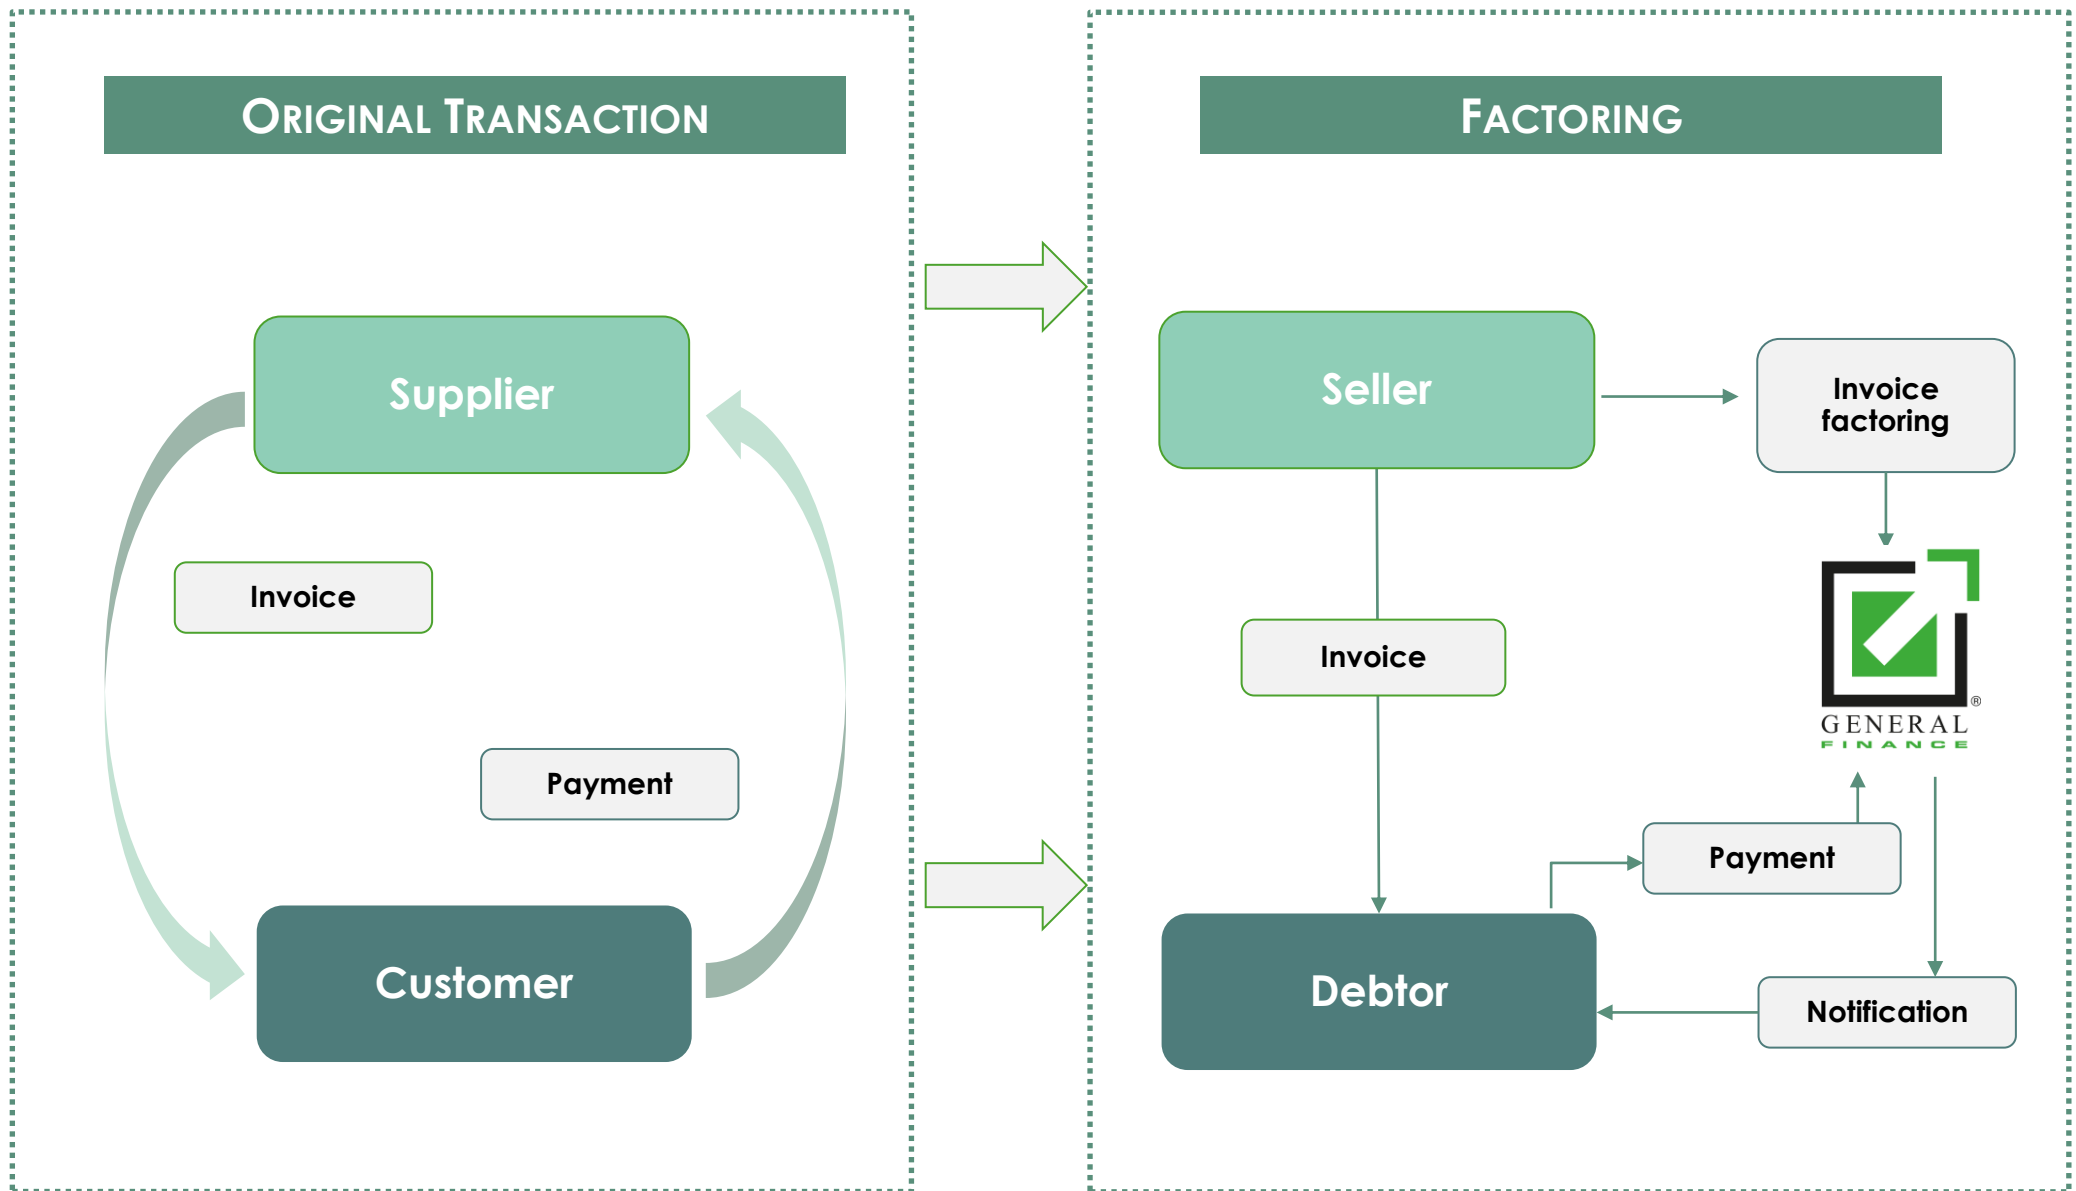 ORIGINAL TRANSACTION
Supplier
Invoice
Payment
Customer
FACTORING
Seller
Invoice
factoring
Invoice
®
GENERAL
FINANCE
Payment
Debtor
Notification